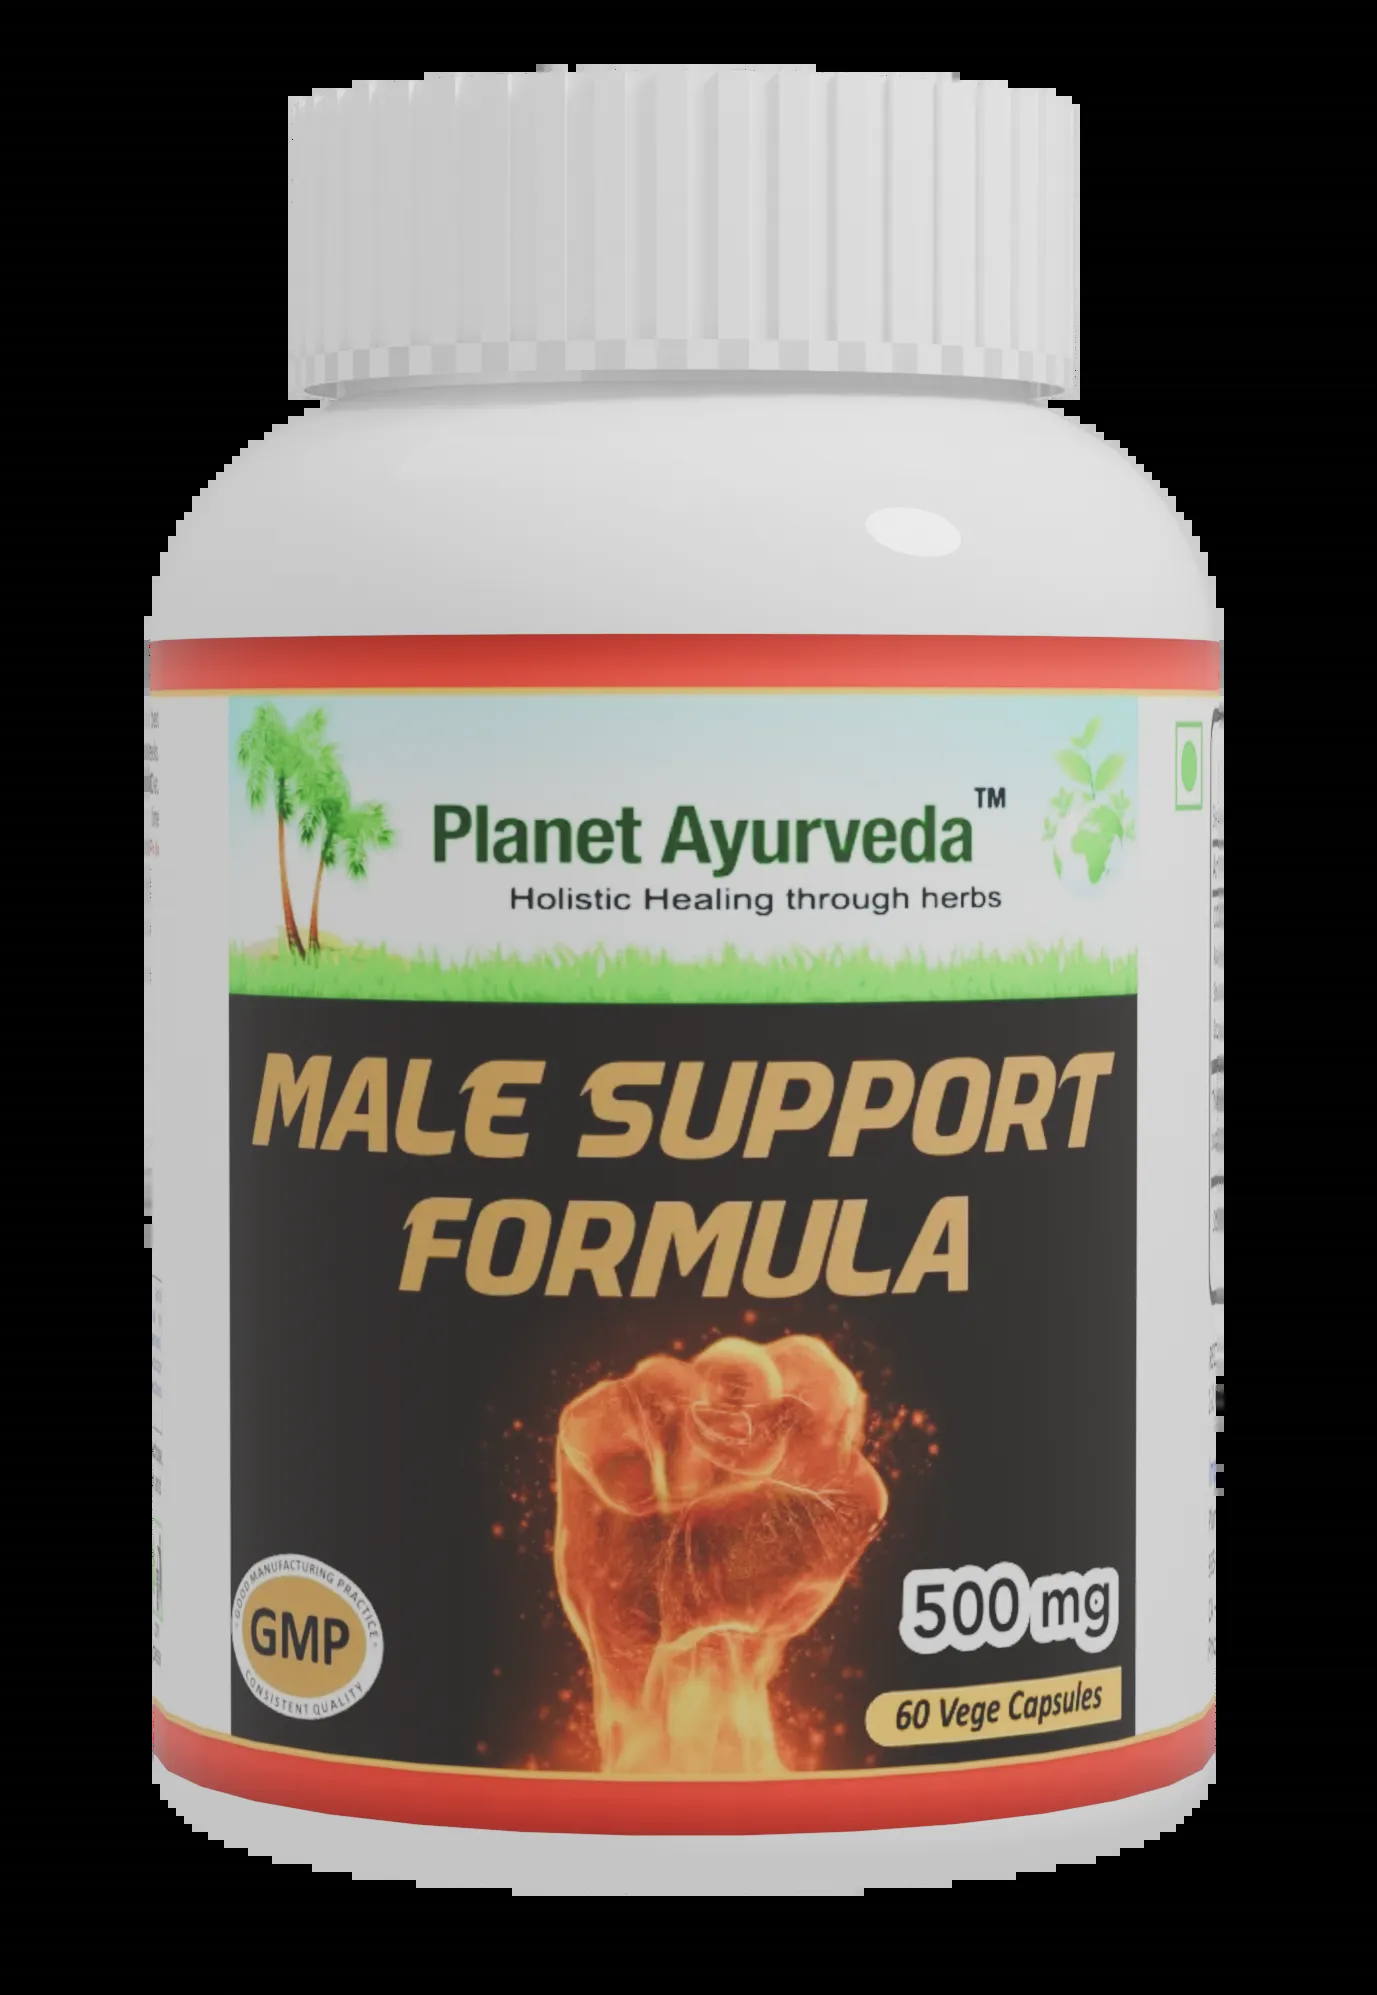 Planet Ayurveda™
Holistic Healing through herbs
MALE SUPPORT
FORMULA
GOOD MANUFACTURING PRACTICE
GMP
CONSISTENT QUALITY
500 mg
60 Vege Capsules